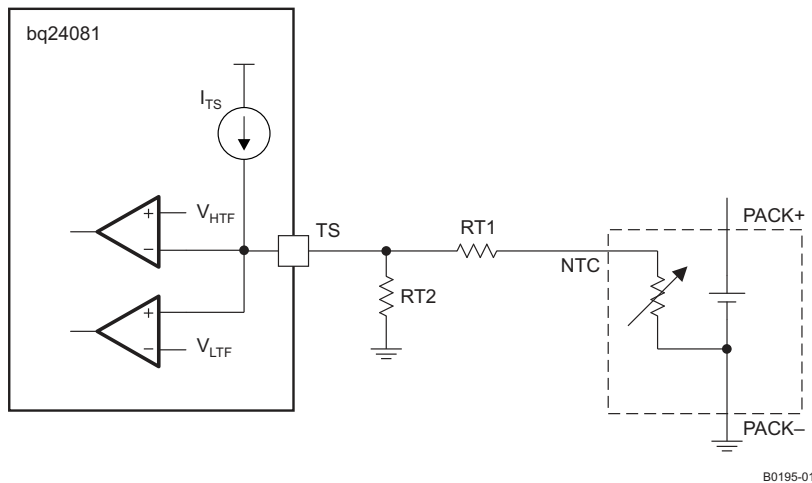 bq24081
I_TS
+
V_HTF
−
TS
RT1
PACK+
NTC
RT2
+
−
V_LTF
PACK–
B0195-01